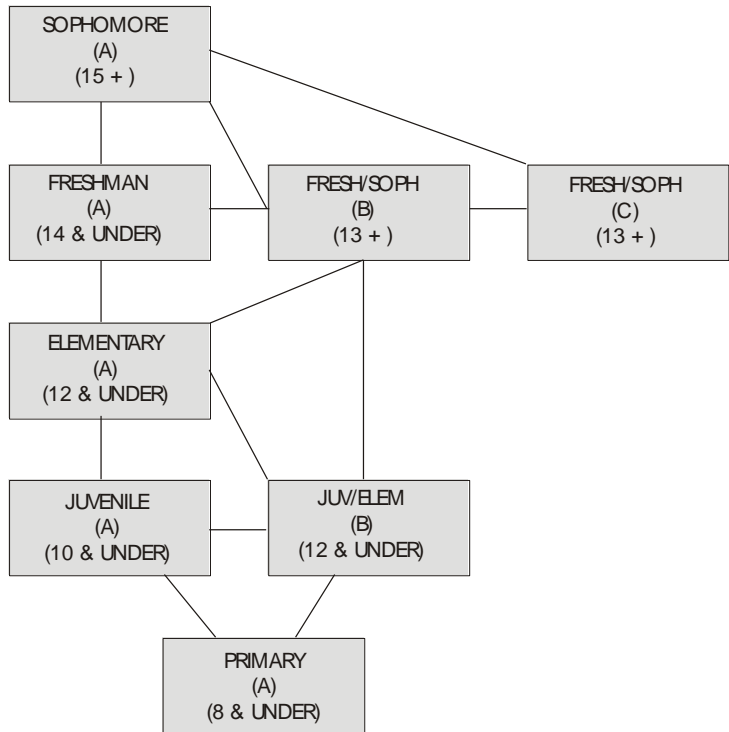 SOPHOMORE
(A)
(15 + )
FRESHMAN
(A)
(14 & UNDER)
FRESH/SOPH
(B)
(13 + )
FRESH/SOPH
(C)
(13 + )
ELEMENTARY
(A)
(12 & UNDER)
JUVENILE
(A)
(10 & UNDER)
JUV/ELEM
(B)
(12 & UNDER)
PRIMARY
(A)
(8 & UNDER)